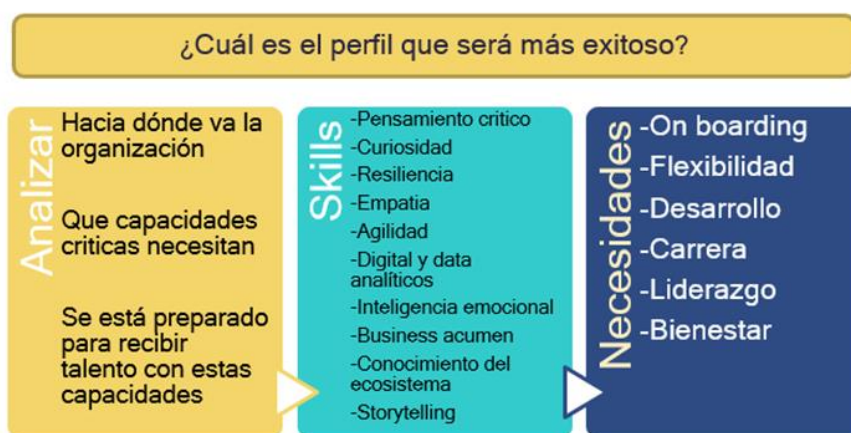 ¿Cuál es el perfil que será más exitoso?
Analizar
Hacia dónde va la
organización
Que capacidades
criticas necesitan
Se está preparado
para recibir
talento con estas
capacidades
Skills
-Pensamiento critico
-Curiosidad
-Resiliencia
-Empatia
-Agilidad
-Digital y data
analíticos
-Inteligencia emocional
-Business acumen
-Conocimiento del
ecosistema
-Storytelling
Necesidades
-On boarding
-Flexibilidad
-Desarrollo
-Carrera
-Liderazgo
-Bienestar